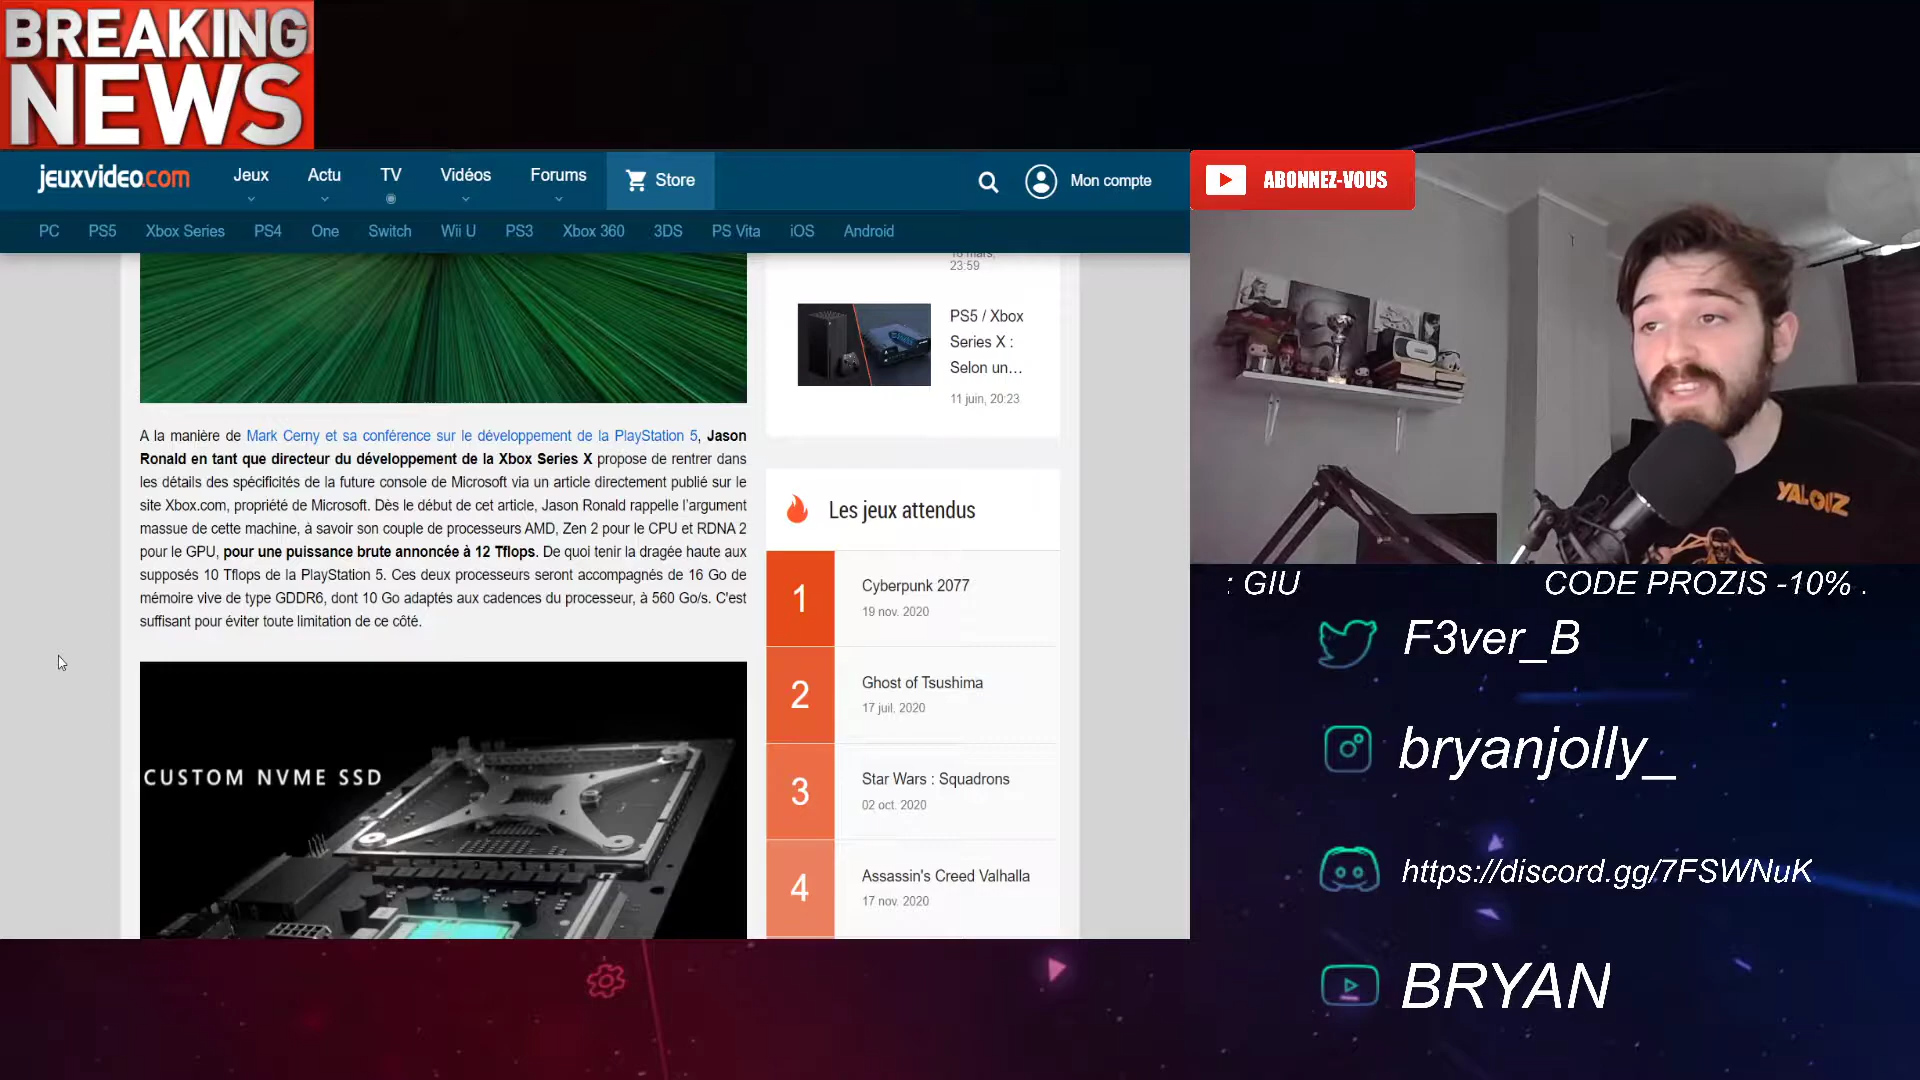 BREAKING
NEWS
jeuxvideo.com
Jeux
Actu
TV
Vidéos
Forums
Store
Mon compte
PC
PS5
Xbox Series
PS4
One
Switch
Wii U
PS3
Xbox 360
3DS
PS Vita
iOS
Android
A la manière de Mark Cerny et sa conférence sur le développement de la PlayStation 5, Jason
Ronald en tant que directeur du développement de la Xbox Series X propose de rentrer dans
les détails des spécificités de la future console de Microsoft via un article directement publié sur le
site Xbox.com, propriété de Microsoft. Dès le début de cet article, Jason Ronald rappelle l'argument
massue de cette machine, à savoir son couple de processeurs AMD, Zen 2 pour le CPU et RDNA 2
pour le GPU, pour une puissance brute annoncée à 12 Tflops. De quoi tenir la dragée haute aux
supposés 10 Tflops de la PlayStation 5. Ces deux processeurs seront accompagnés de 16 Go de
mémoire vive de type GDDR6, dont 10 Go adaptés aux cadences du processeur, à 560 Go/s. C'est
suffisant pour éviter toute limitation de ce côté.
CUSTOM NVME SSD
16 mars,
23:59
PS5 / Xbox
Series X :
Selon un...
11 juin, 20:23
Les jeux attendus
1
Cyberpunk 2077
19 nov. 2020
2
Ghost of Tsushima
17 juil. 2020
3
Star Wars : Squadrons
02 oct. 2020
4
Assassin's Creed Valhalla
17 nov. 2020
ABONNEZ-VOUS
: GIU
CODE PROZIS -10% .
F3ver_B
bryanjolly_
https://discord.gg/7FSWNuK
BRYAN